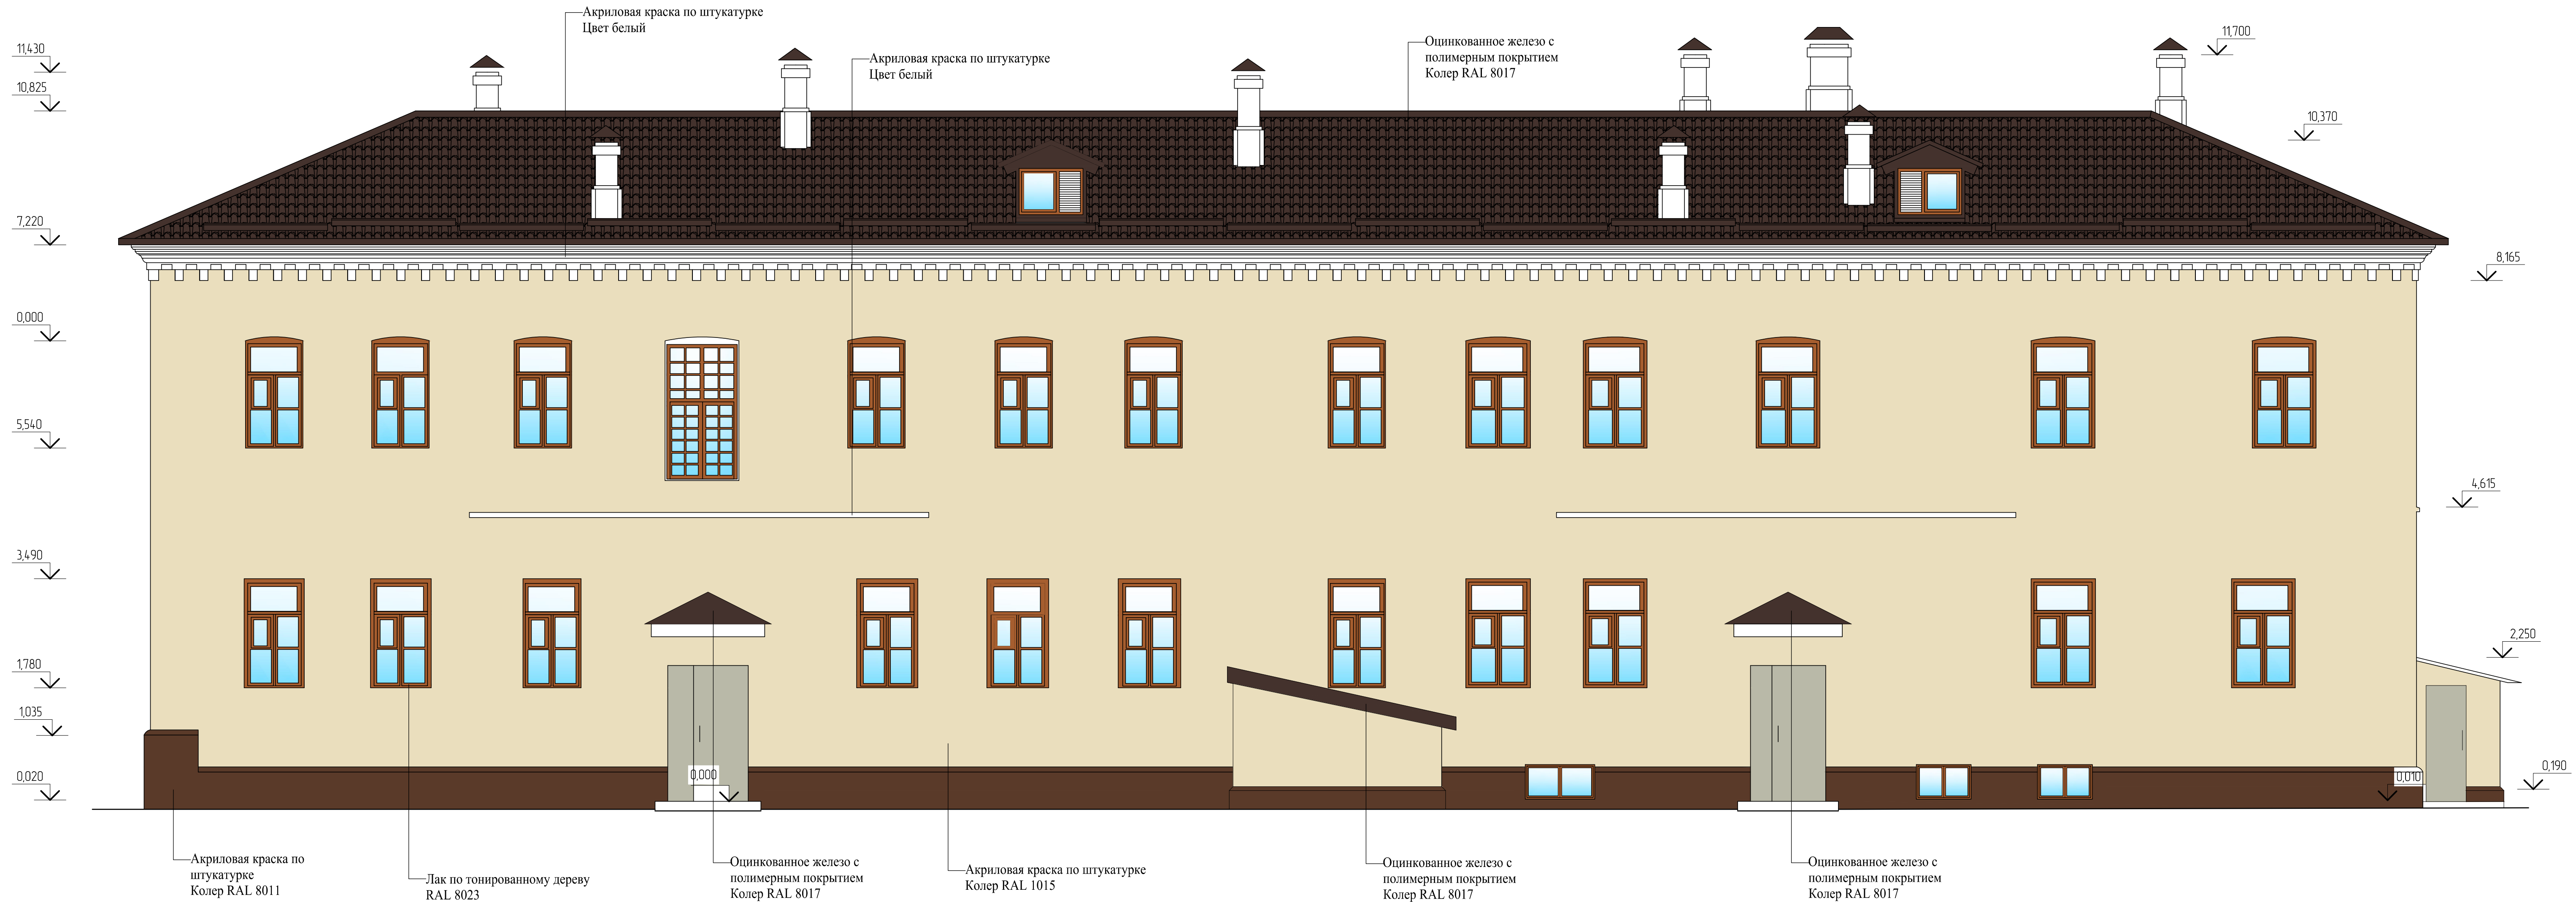 Акриловая краска по штукатурке
Цвет белый
Акриловая краска по штукатурке
Цвет белый
Оцинкованное железо с
полимерным покрытием
Колер RAL 8017
11,430
10,825
7,220
0,000
5,540
3,490
1,780
1,035
0,020
11,700
10,370
8,165
4,615
2,250
0,190
0,010
0,000
Акриловая краска по
штукатурке
Колер RAL 8011
Лак по тонированному дереву
RAL 8023
Оцинкованное железо с
полимерным покрытием
Колер RAL 8017
Акриловая краска по штукатурке
Колер RAL 1015
Оцинкованное железо с
полимерным покрытием
Колер RAL 8017
Оцинкованное железо с
полимерным покрытием
Колер RAL 8017